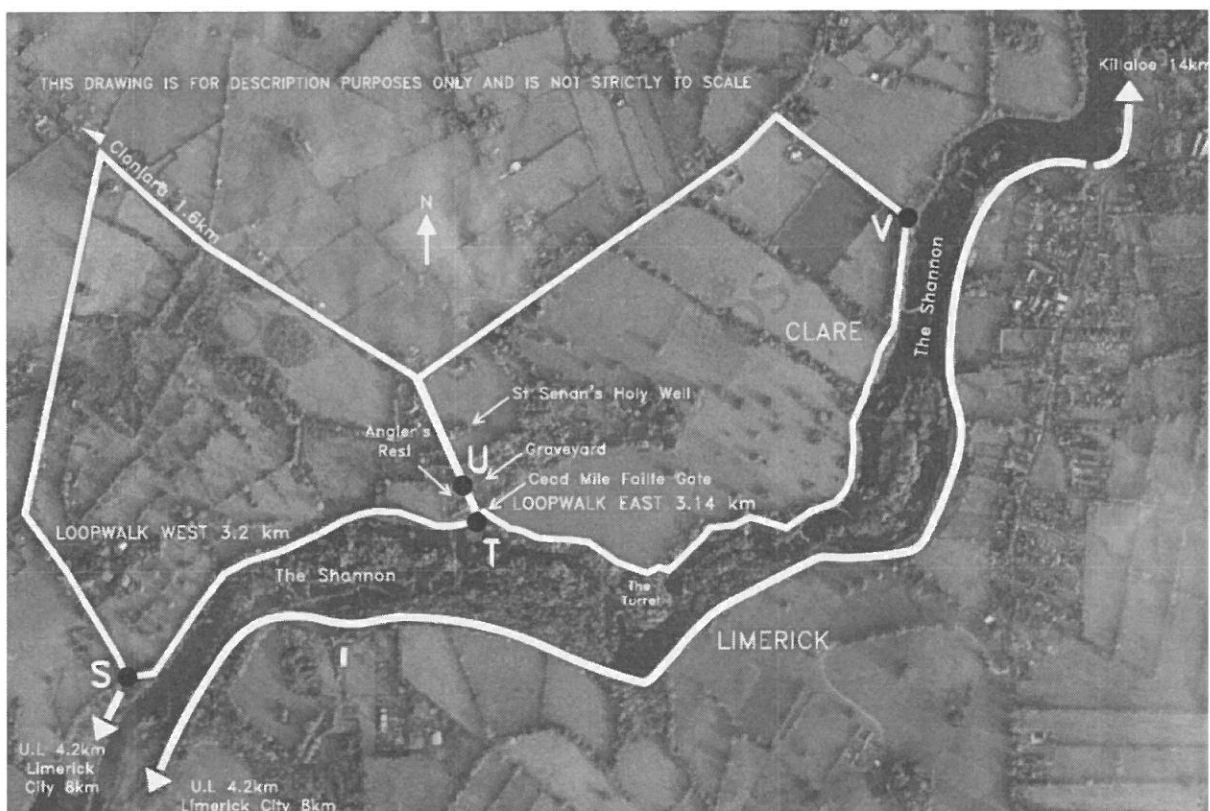 THIS DRAWING IS FOR DESCRIPTION PURPOSES ONLY AND IS NOT STRICTLY TO SCALE
Killaloe 14km
Clonlara 1.6km
N
V
The Shannon
CLARE
St Senan's Holy Well
Angler's
Rest
U
Graveyard
Cead Mile Failte Gate
LOOPWALK EAST 3.14 km
LOOPWALK WEST 3.2 km
T
The Shannon
The
Turret
LIMERICK
S
U.L 4.2km
Limerick
City 8km
U.L 4.2km
Limerick City 8km